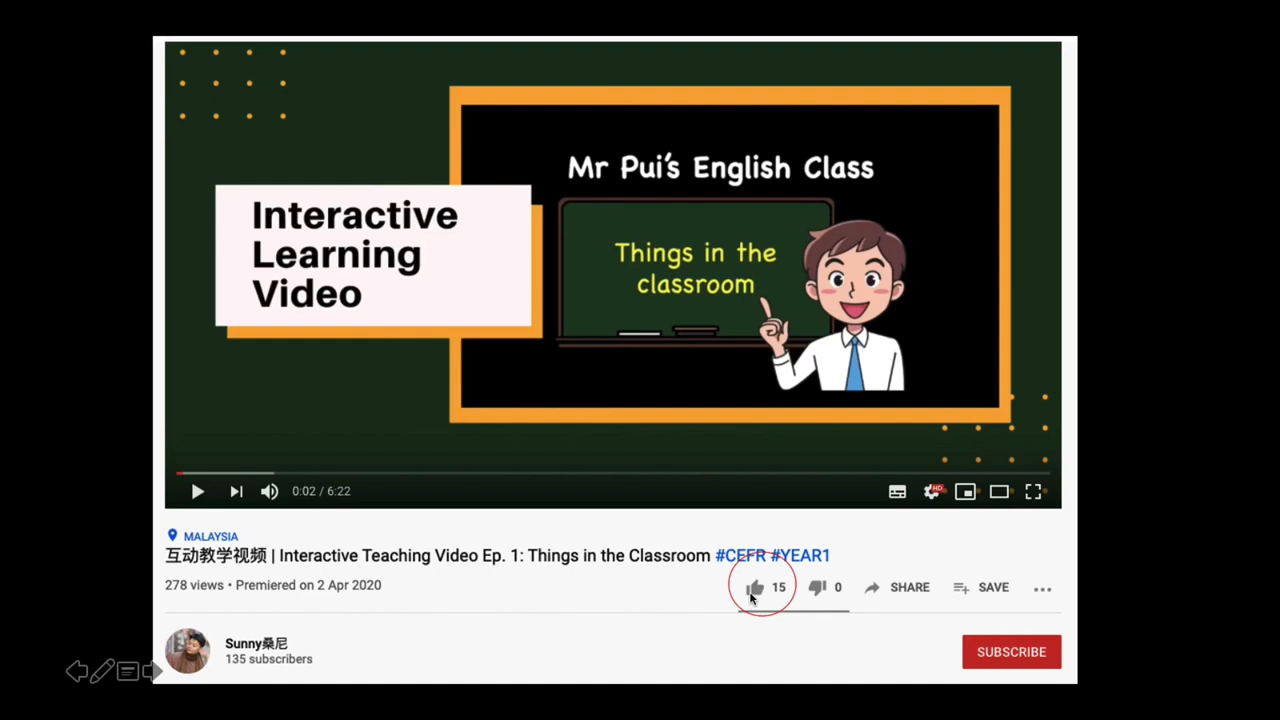 Mr Pui's English Class
Interactive
Learning
Video
Things in the
classroom
0:02 / 6:22
HD
MALAYSIA
互动教学视频 | Interactive Teaching Video Ep. 1: Things in the Classroom #CEFR #YEAR1
278 views • Premiered on 2 Apr 2020
15 0 SHARE SAVE
Sunny桑尼
135 subscribers
SUBSCRIBE